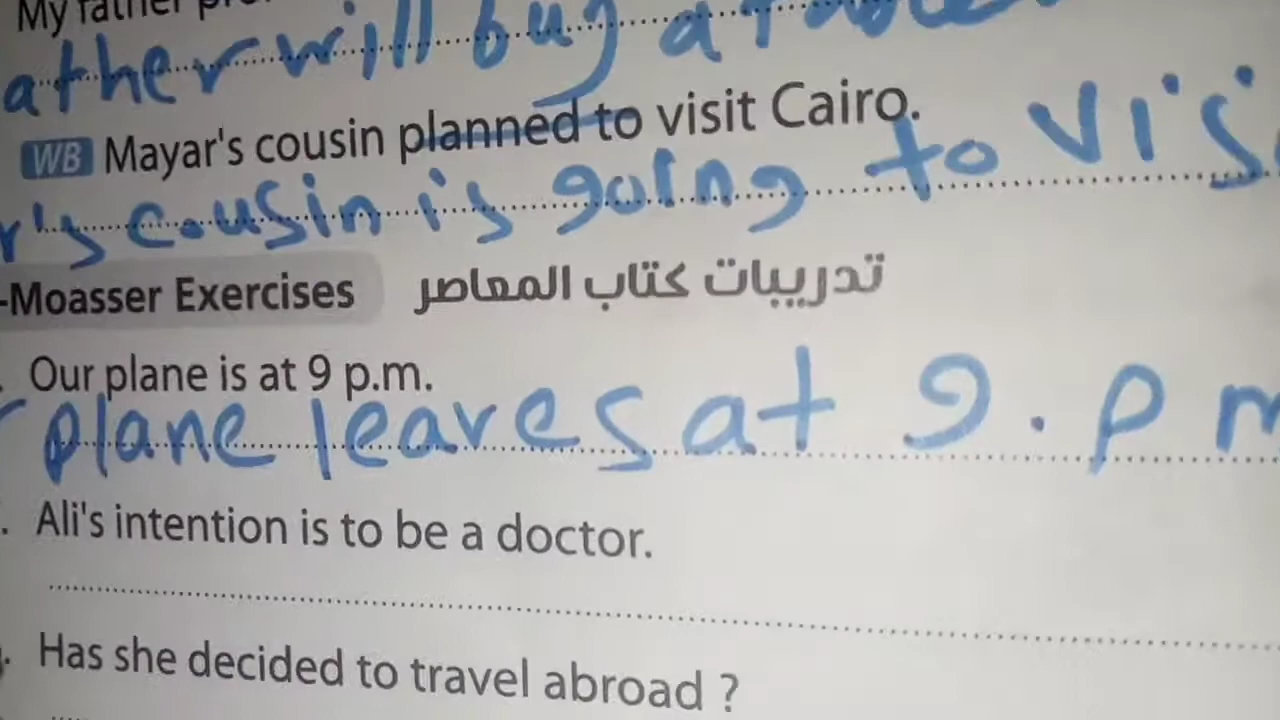 My father
ather will buy a
WB Mayar's cousin planned to visit Cairo.
r's cousin is going to visi
-Moasser Exercises تدريبات كتاب المعاصر
. Our plane is at 9 p.m.
r plane leaves at 9. p m
. Ali's intention is to be a doctor.
. Has she decided to travel abroad ?